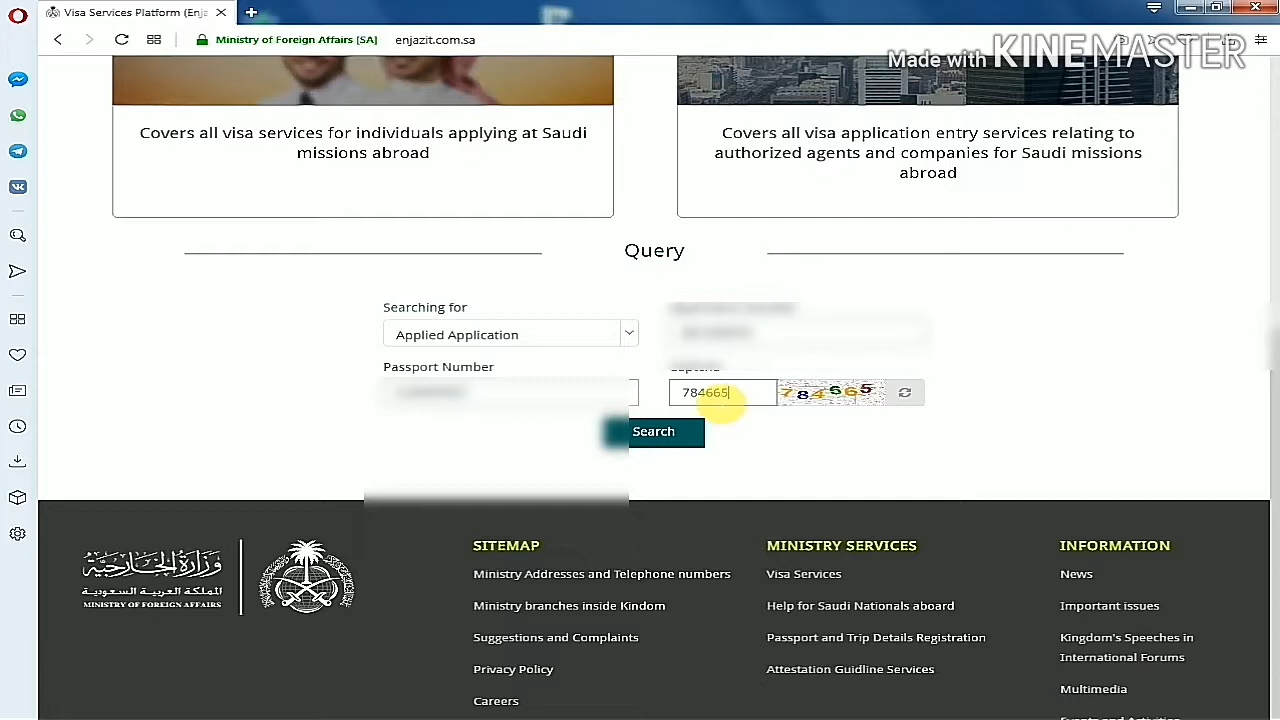 Visa Services Platform (Enja
Ministry of Foreign Affairs [SA]
enjazit.com.sa
Made with KINEMASTER
Covers all visa services for individuals applying at Saudi
missions abroad
Covers all visa application entry services relating to
authorized agents and companies for Saudi missions
abroad
Query
Searching for
Applied Application
Passport Number
784665
784665
Search
وزارة الخارجية
المملكة العربية السعودية
MINISTRY OF FOREIGN AFFAIRS
SITEMAP
Ministry Addresses and Telephone numbers
Ministry branches inside Kindom
Suggestions and Complaints
Privacy Policy
Careers
MINISTRY SERVICES
Visa Services
Help for Saudi Nationals aboard
Passport and Trip Details Registration
Attestation Guidline Services
INFORMATION
News
Important issues
Kingdom's Speeches in
International Forums
Multimedia